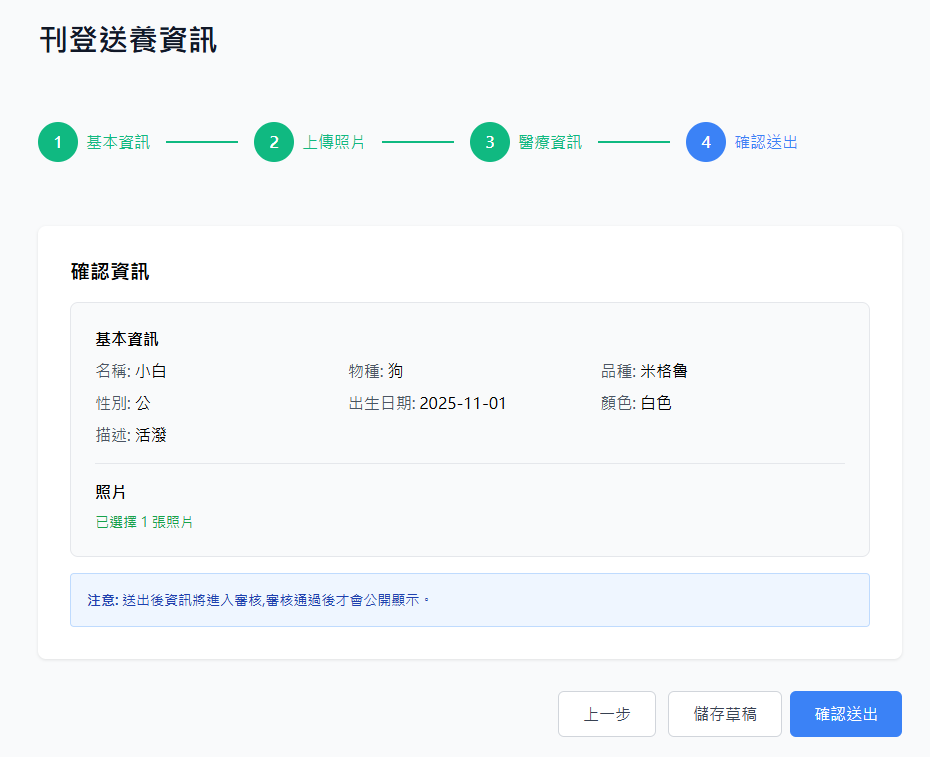 刊登送養資訊
1 基本資訊 2 上傳照片 3 醫療資訊 4 確認送出
確認資訊
基本資訊
名稱: 小白 物種: 狗 品種: 米格魯
性別: 公 出生日期: 2025-11-01 顏色: 白色
描述: 活潑
照片
已選擇 1 張照片
注意: 送出後資訊將進入審核,審核通過後才會公開顯示。
上一步 儲存草稿 確認送出